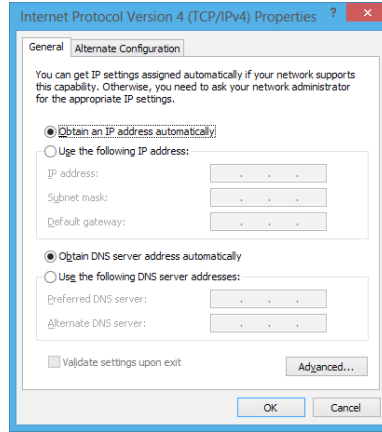 Internet Protocol Version 4 (TCP/IPv4) Properties ? ×
General Alternate Configuration
You can get IP settings assigned automatically if your network supports
this capability. Otherwise, you need to ask your network administrator
for the appropriate IP settings.
Obtain an IP address automatically
Use the following IP address:
IP address: . . .
Subnet mask: . . .
Default gateway: . . .
Obtain DNS server address automatically
Use the following DNS server addresses:
Preferred DNS server: . . .
Alternate DNS server: . . .
Validate settings upon exit
Advanced...
OK Cancel